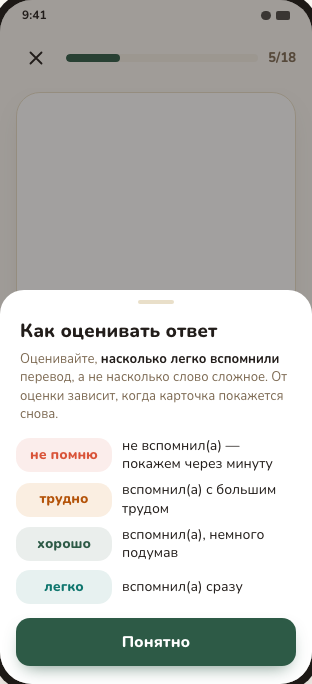 9:41
5/18
Как оценивать ответ
Оценивайте, насколько легко вспомнили
перевод, а не насколько слово сложное. От
оценки зависит, когда карточка покажется
снова.
не помню
не вспомнил(а) —
покажем через минуту
трудно
вспомнил(а) с большим
трудом
хорошо
вспомнил(а), немного
подумав
легко
вспомнил(а) сразу
Понятно